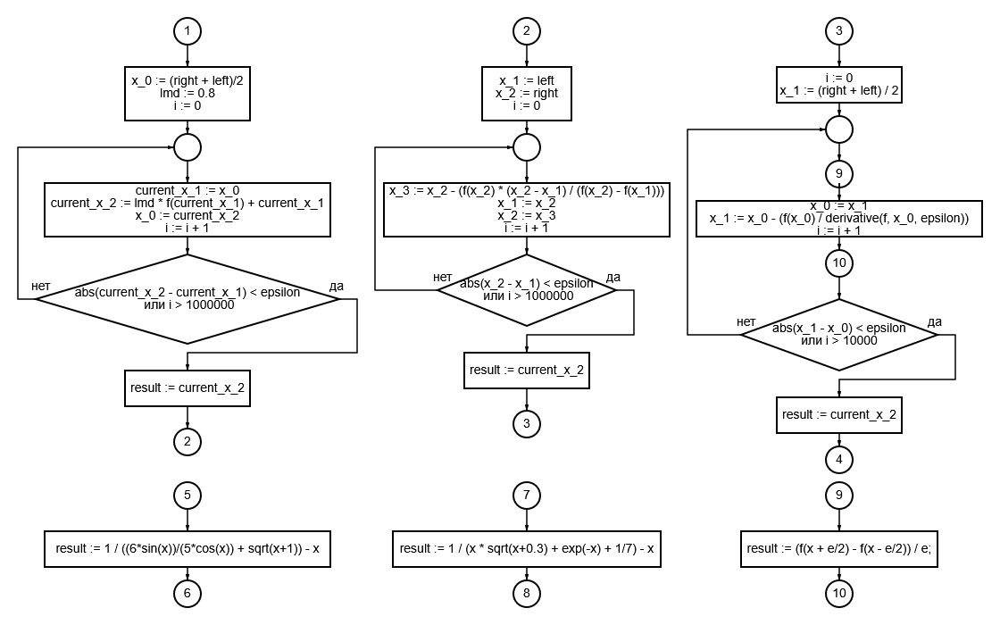 1
x_0 := (right + left)/2
lmd := 0.8
i := 0
current_x_1 := x_0
current_x_2 := lmd * f(current_x_1) + current_x_1
x_0 := current_x_2
i := i + 1
нет
abs(current_x_2 - current_x_1) < epsilon
или i > 1000000
да
result := current_x_2
2
2
x_1 := left
x_2 := right
i := 0
x_3 := x_2 - (f(x_2) * (x_2 - x_1) / (f(x_2) - f(x_1)))
x_1 := x_2
x_2 := x_3
i := i + 1
нет
abs(x_2 - x_1) < epsilon
или i > 1000000
да
result := current_x_2
3
3
i := 0
x_1 := (right + left) / 2
9
x_0 := x_1
x_1 := x_0 - (f(x_0) / derivative(f, x_0, epsilon))
i := i + 1
10
нет
abs(x_1 - x_0) < epsilon
или i > 10000
да
result := current_x_2
4
5
result := 1 / ((6*sin(x))/(5*cos(x)) + sqrt(x+1)) - x
6
7
result := 1 / (x * sqrt(x+0.3) + exp(-x) + 1/7) - x
8
9
result := (f(x + e/2) - f(x - e/2)) / e;
10